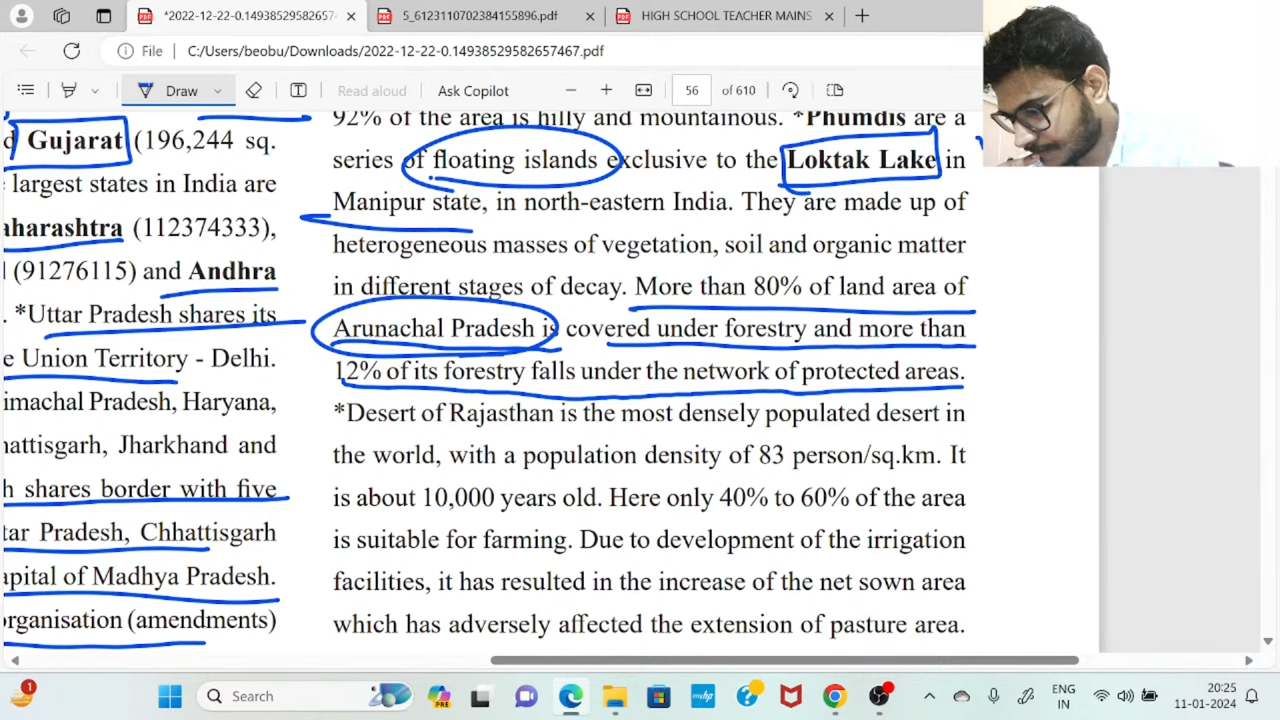 *2022-12-22-0.14938529582657
5_6123110702384155896.pdf
HIGH SCHOOL TEACHER MAINS
File
C:/Users/beobu/Downloads/2022-12-22-0.14938529582657467.pdf
Draw
Read aloud
Ask Copilot
56
of 610
Gujarat (196,244 sq.
largest states in India are
aharashtra (112374333),
(91276115) and Andhra
. *Uttar Pradesh shares its
e Union Territory - Delhi.
imachal Pradesh, Haryana,
hattisgarh, Jharkhand and
h shares border with five
tar Pradesh, Chhattisgarh
apital of Madhya Pradesh.
organisation (amendments)
92% of the area is hilly and mountainous. *Phumdis are a
series of floating islands exclusive to the Loktak Lake in
Manipur state, in north-eastern India. They are made up of
heterogeneous masses of vegetation, soil and organic matter
in different stages of decay. More than 80% of land area of
Arunachal Pradesh is covered under forestry and more than
12% of its forestry falls under the network of protected areas.
*Desert of Rajasthan is the most densely populated desert in
the world, with a population density of 83 person/sq.km. It
is about 10,000 years old. Here only 40% to 60% of the area
is suitable for farming. Due to development of the irrigation
facilities, it has resulted in the increase of the net sown area
which has adversely affected the extension of pasture area.
1
Search
PRE
ENG
IN
20:25
11-01-2024